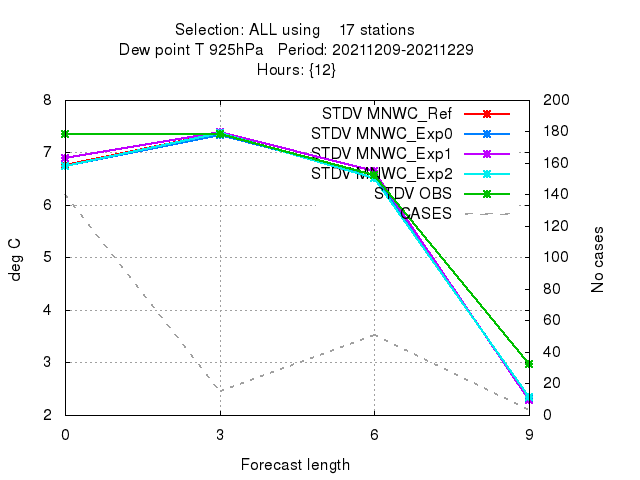 Selection: ALL using    17 stations
Dew point T 925hPa   Period: 20211209-20211229
Hours: {12}
8
7
6
5
4
3
2
deg C
200
180
160
140
120
100
80
60
40
20
0
No cases
STDV MNWC_Ref
STDV MNWC_Exp0
STDV MNWC_Exp1
STDV MNWC_Exp2
STDV OBS
CASES
0 3 6 9
Forecast length